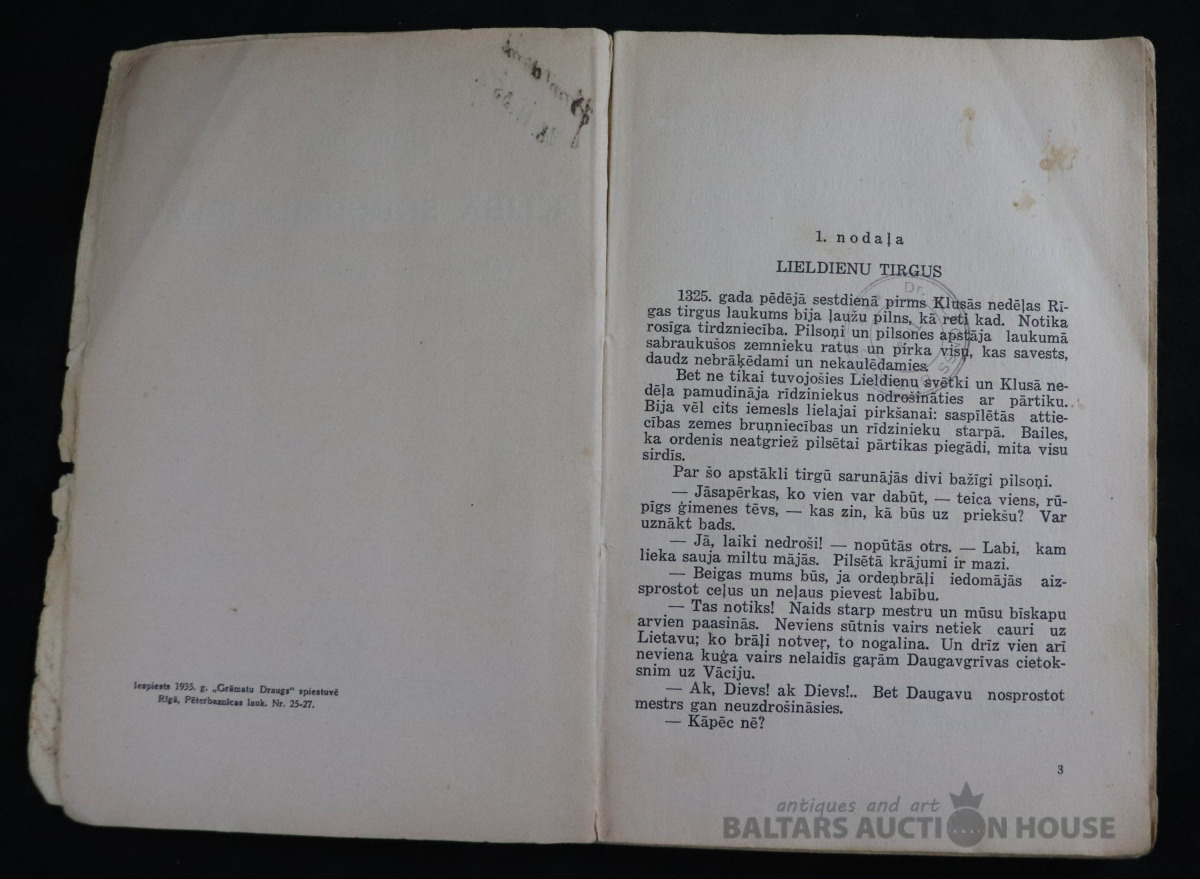 Iespiests 1935. g. „Grāmatu Draugs" spiestuvē
Rīgā, Pēterbaznīcas lauk. Nr. 25-27.
1. nodaļa
LIELDIENU TIRGUS
1325. gada pēdējā sestdienā pirms Klusās nedēļas Rī-
gas tirgus laukums bija ļaužu pilns, kā reti kad. Notika
rosīga tirdzniecība. Pilsoņi un pilsones apstāja laukumā
sabraukušos zemnieku ratus un pirka visu, kas savests,
daudz nebrāķēdami un nekaulēdamies.
Bet ne tikai tuvojošies Lieldienu svētki un Klusā ne-
dēļa pamudināja rīdziniekus nodrošināties ar pārtiku.
Bija vēl cits iemesls lielajai pirkšanai: saspīlētās attie-
cības zemes bruņniecības un rīdzinieku starpā. Bailes,
ka ordenis neatgriež pilsētai pārtikas piegādi, mita visu
sirdīs.
Par šo apstākli tirgū sarunājās divi bažīgi pilsoņi.
— Jāsapērkas, ko vien var dabūt, — teica viens, rū-
pīgs ģimenes tēvs, — kas zin, kā būs uz priekšu? Var
uznākt bads.
— Jā, laiki nedroši! — nopūtās otrs. — Labi, kam
lieka sauja miltu mājās. Pilsētā krājumi ir mazi.
— Beigas mums būs, ja ordeņbrāļi iedomājās aiz-
sprostot ceļus un neļaus pievest labību.
— Tas notiks! Naids starp mestru un mūsu bīskapu
arvien paasinās. Neviens sūtnis vairs netiek cauri uz
Lietavu; ko brāļi notveŗ, to nogalina. Un drīz vien arī
neviena kuģa vairs nelaidīs gaŗām Daugavgrīvas cietok-
snim uz Vāciju.
— Ak, Dievs! ak Dievs!.. Bet Daugavu nosprostot
mestrs gan neuzdrošināsies.
— Kāpēc nē?
3
antiques and art
BALTARS AUCTION HOUSE